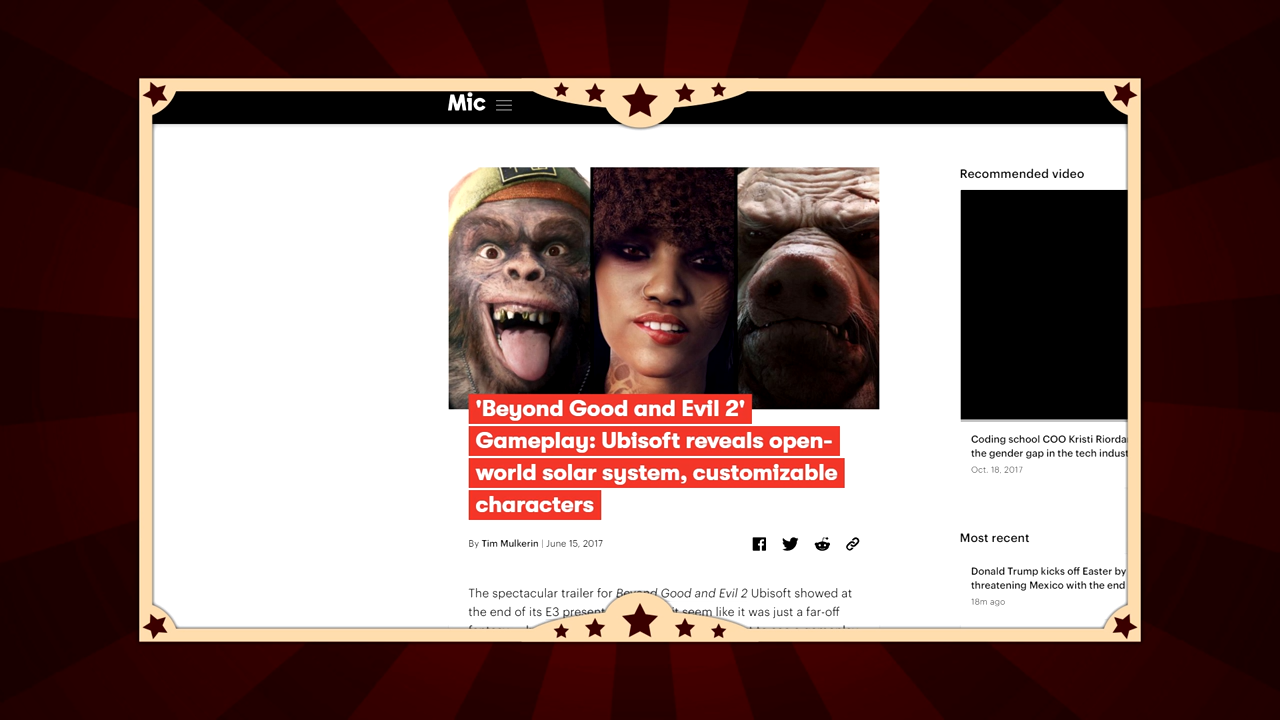 Mic
Recommended video
'Beyond Good and Evil 2'
Gameplay: Ubisoft reveals open-
world solar system, customizable
characters
By Tim Mulkerin | June 15, 2017
The spectacular trailer for Beyond Good and Evil 2 Ubisoft showed at
the end of its E3 it seem like it was just a far-off
Coding school COO Kristi
the gender gap in the tech
Oct. 18, 2017
Most recent
Donald Trump kicks off Easter by
threatening Mexico with the end
18m ago